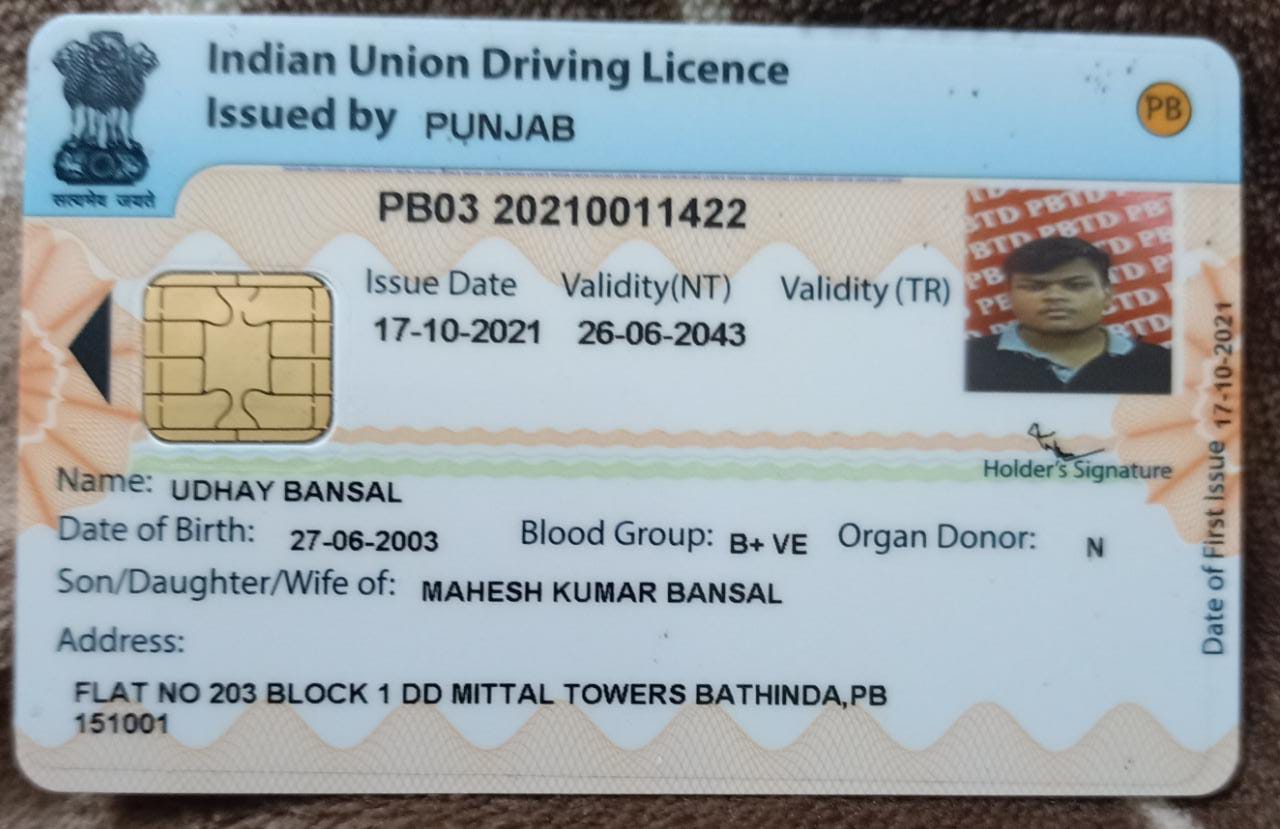 Indian Union Driving Licence
Issued by PUNJAB
PB
सत्यमेव जयते
PB03 20210011422
Issue Date Validity(NT) Validity (TR)
17-10-2021 26-06-2043
PBTD PBTD
Holder's Signature
Name: UDHAY BANSAL
Date of Birth: 27-06-2003 Blood Group: B+ VE Organ Donor: N
Son/Daughter/Wife of: MAHESH KUMAR BANSAL
Address:
FLAT NO 203 BLOCK 1 DD MITTAL TOWERS BATHINDA,PB
151001
Date of First Issue 17-10-2021